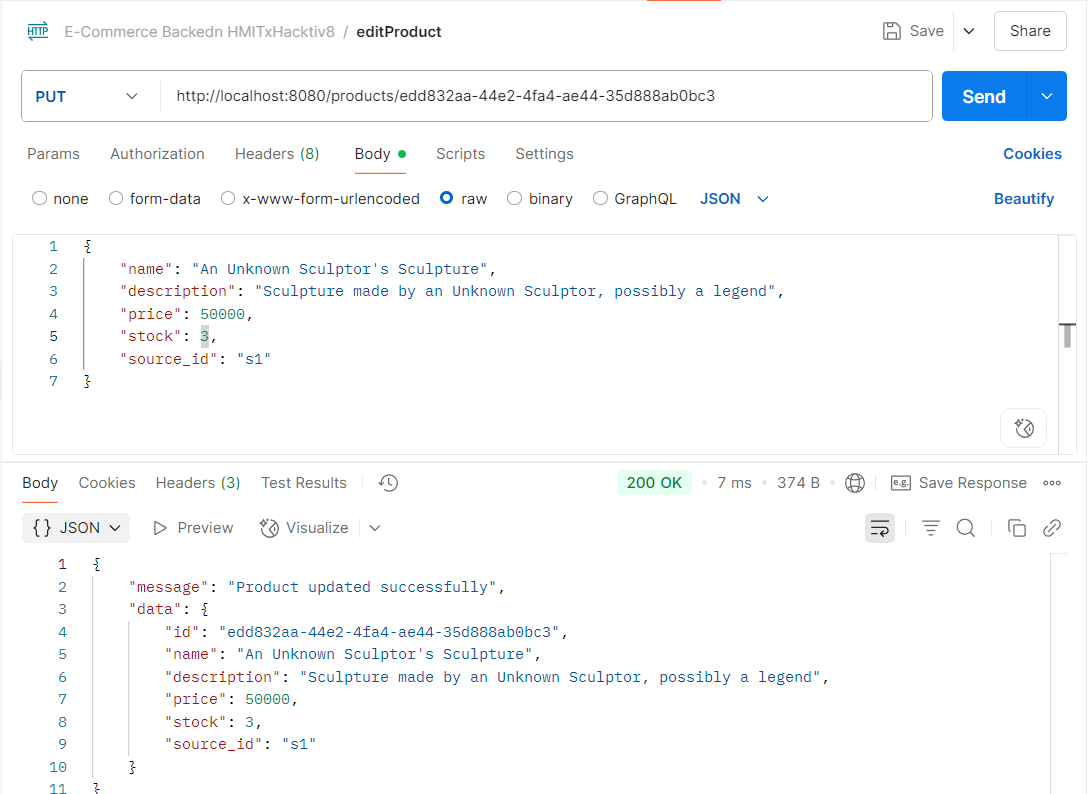 HTTP E-Commerce Backedn HMITxHacktiv8 / editProduct Save Share
PUT http://localhost:8080/products/edd832aa-44e2-4fa4-ae44-35d888ab0bc3 Send
Params Authorization Headers (8) Body Scripts Settings Cookies
none form-data x-www-form-urlencoded raw binary GraphQL JSON Beautify
1 {
2 "name": "An Unknown Sculptor's Sculpture",
3 "description": "Sculpture made by an Unknown Sculptor, possibly a legend",
4 "price": 50000,
5 "stock": 3,
6 "source_id": "s1"
7 }
Body Cookies Headers (3) Test Results 200 OK • 7 ms • 374 B • e.g. Save Response
{} JSON Preview Visualize
1 {
2 "message": "Product updated successfully",
3 "data": {
4 "id": "edd832aa-44e2-4fa4-ae44-35d888ab0bc3",
5 "name": "An Unknown Sculptor's Sculpture",
6 "description": "Sculpture made by an Unknown Sculptor, possibly a legend",
7 "price": 50000,
8 "stock": 3,
9 "source_id": "s1"
10 }
11 }